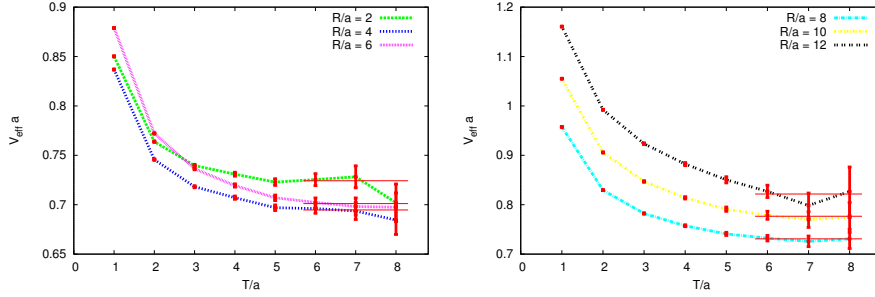 0.9
0.85
0.8
0.75
0.7
0.65
V_eff a
0 1 2 3 4 5 6 7 8
T/a
R/a = 2
R/a = 4
R/a = 6
1.2
1.1
1
0.9
0.8
0.7
V_eff a
0 1 2 3 4 5 6 7 8
T/a
R/a = 8
R/a = 10
R/a = 12